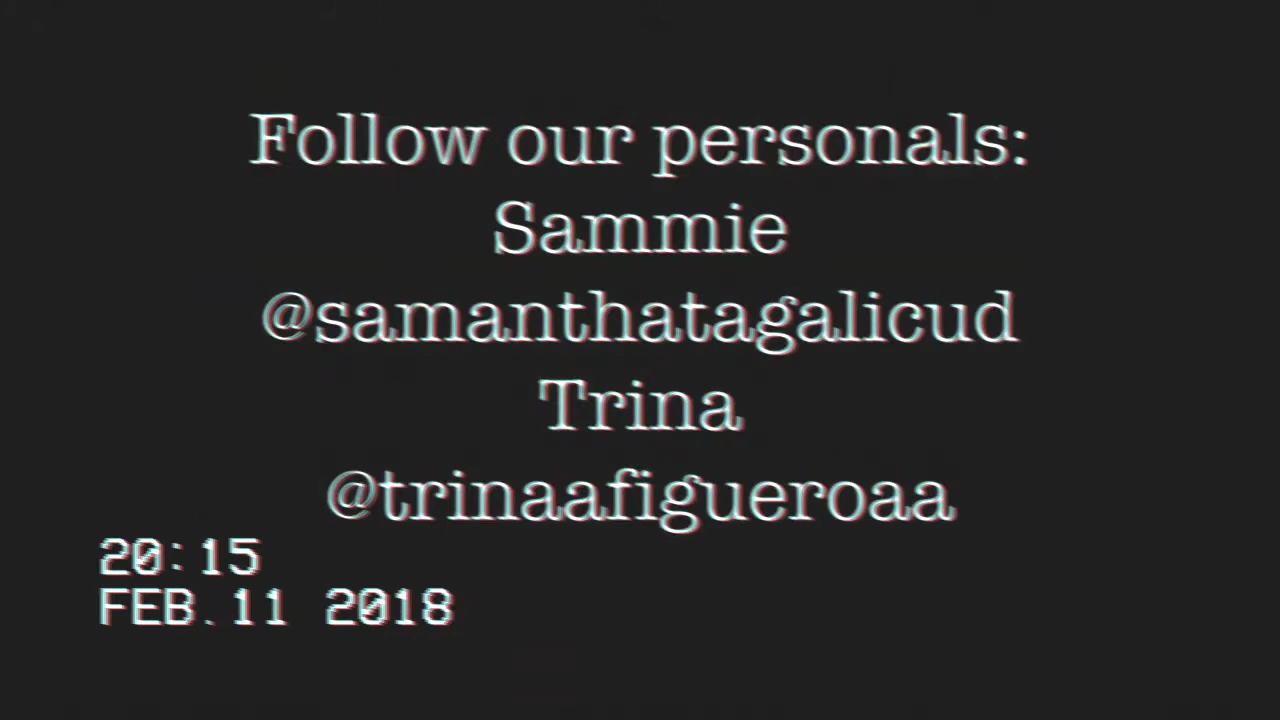 Follow our personals:
Sammie
@samanthatagalicud
Trina
@trinaafigueroaa
20:15
FEB.11 2018